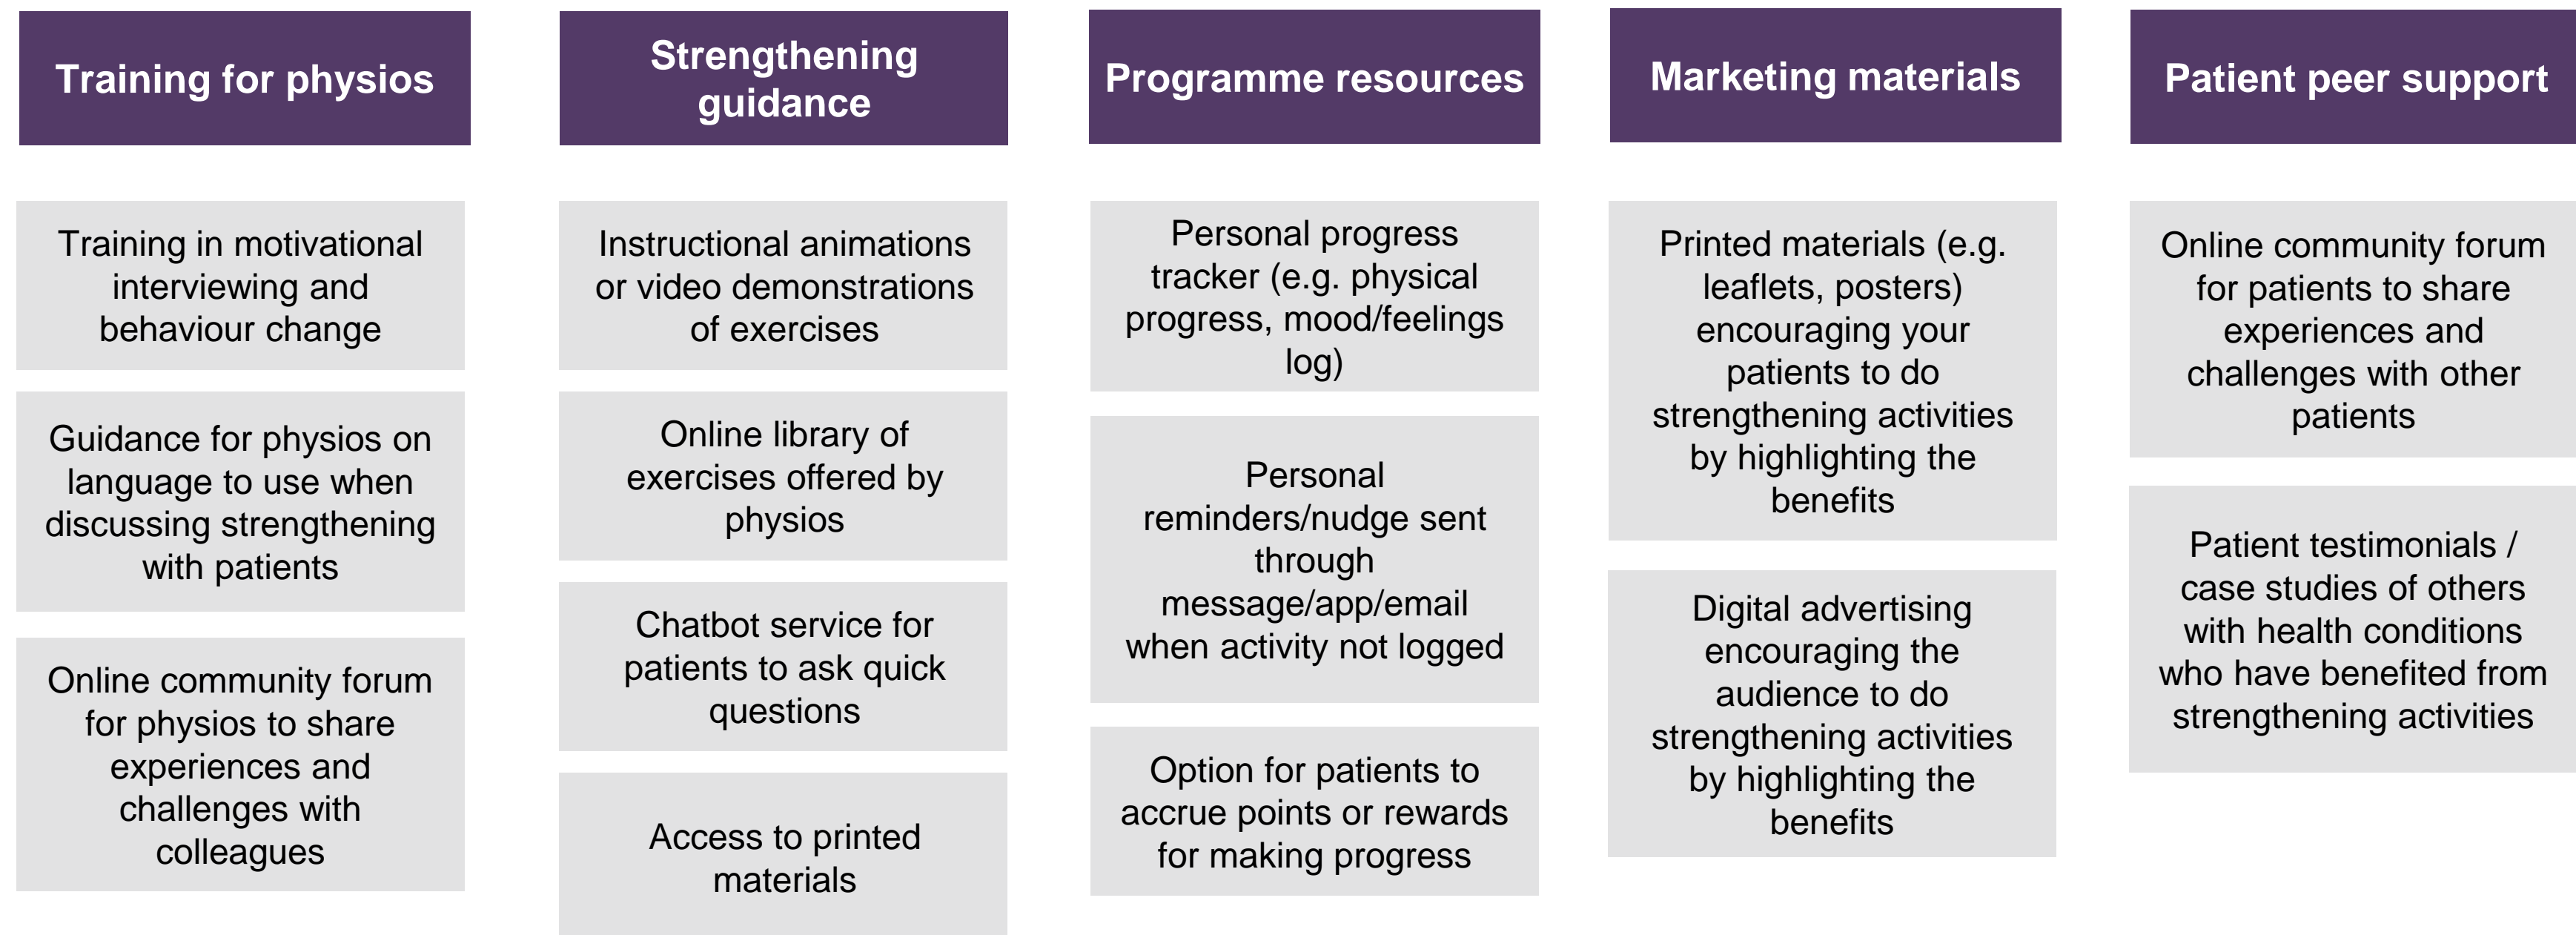 Training for physios
Training in motivational
interviewing and
behaviour change
Guidance for physios on
language to use when
discussing strengthening
with patients
Online community forum
for physios to share
experiences and
challenges with
colleagues
Strengthening
guidance
Instructional animations
or video demonstrations
of exercises
Online library of
exercises offered by
physios
Chatbot service for
patients to ask quick
questions
Access to printed
materials
Programme resources
Personal progress
tracker (e.g. physical
progress, mood/feelings
log)
Personal
reminders/nudge sent
through
message/app/email
when activity not logged
Option for patients to
accrue points or rewards
for making progress
Marketing materials
Printed materials (e.g.
leaflets, posters)
encouraging your
patients to do
strengthening activities
by highlighting the
benefits
Digital advertising
encouraging the
audience to do
strengthening activities
by highlighting the
benefits
Patient peer support
Online community forum
for patients to share
experiences and
challenges with other
patients
Patient testimonials /
case studies of others
with health conditions
who have benefited from
strengthening activities